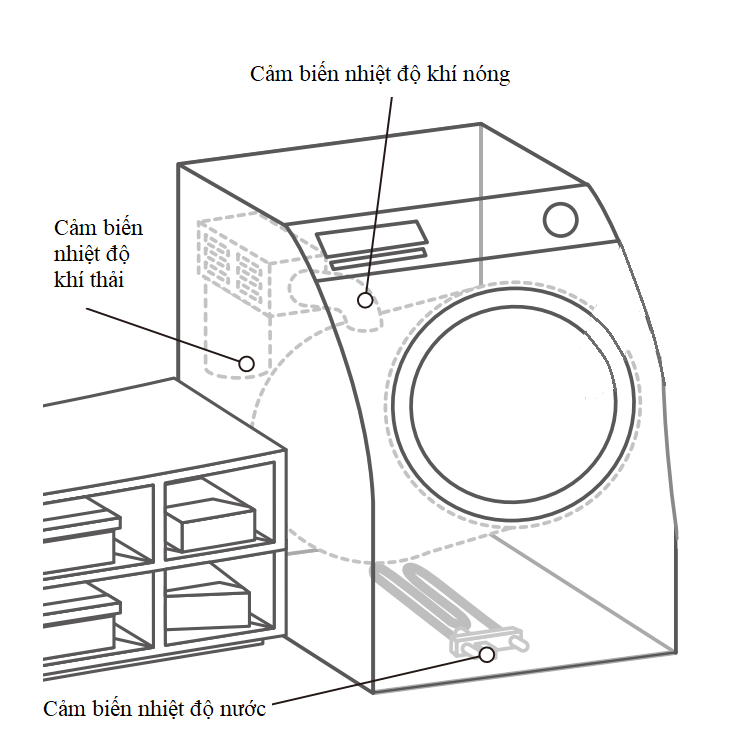 Cảm biến nhiệt độ khí nóng
Cảm biến
nhiệt độ
khí thải
Cảm biến nhiệt độ nước